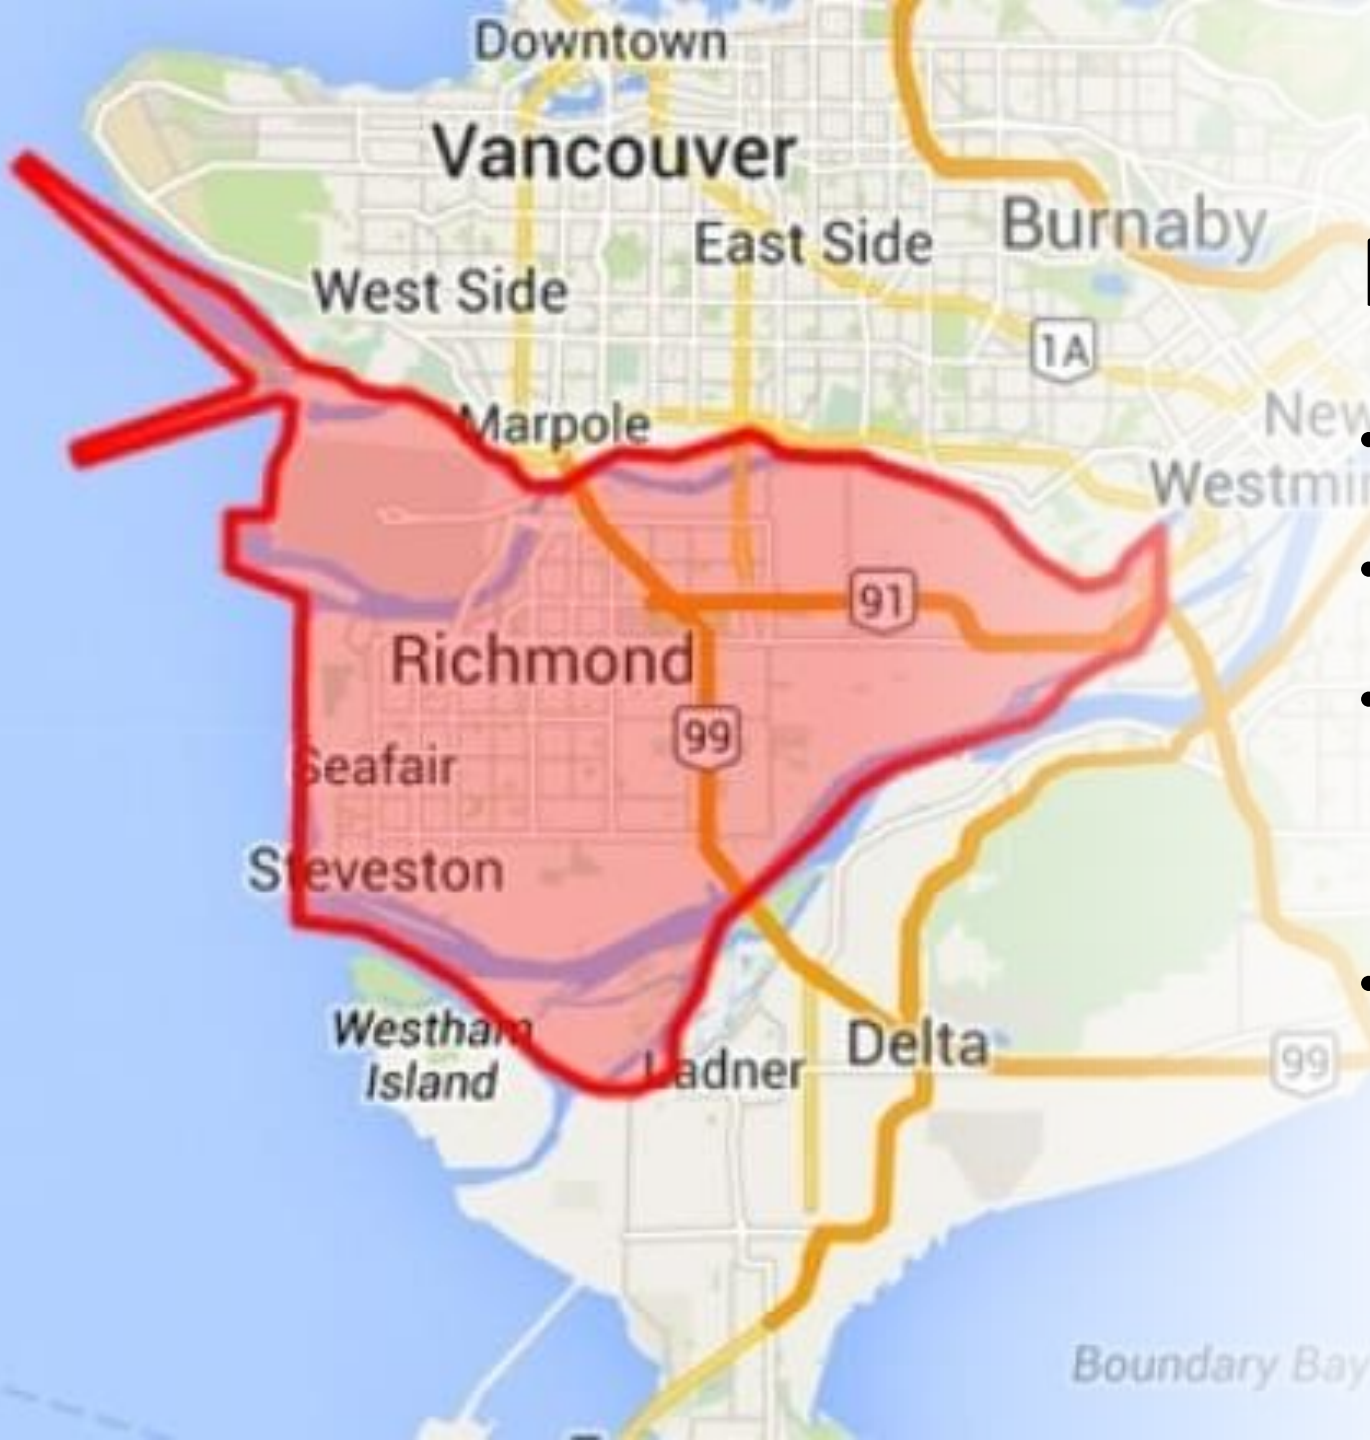 Downtown
Vancouver
Burnaby
East Side
West Side
1A
Marpole
New
Westmi
91
Richmond
99
Seafair
Steveston
Westham
Island
Ladner
Delta
99
Boundary Bay